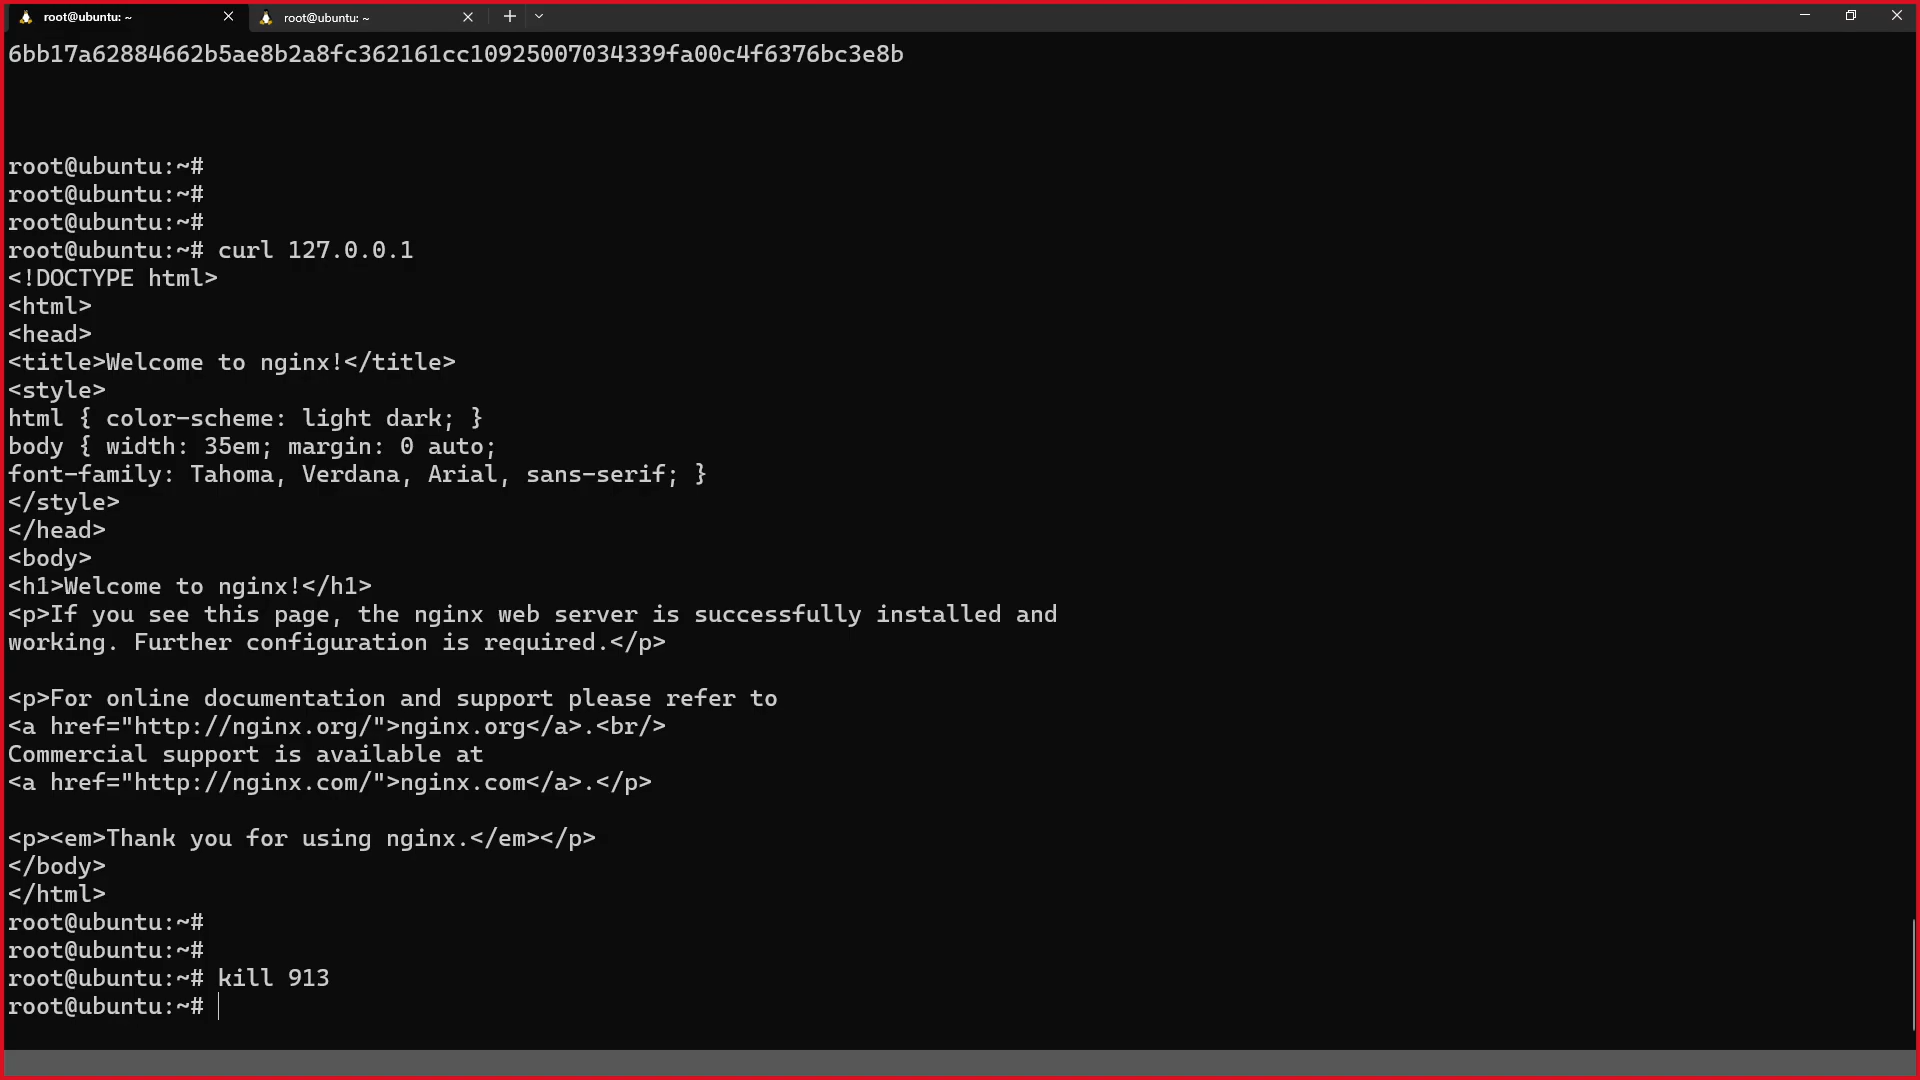 root@ubuntu: ~
root@ubuntu: ~
6bb17a62884662b5ae8b2a8fc362161cc10925007034339fa00c4f6376bc3e8b
root@ubuntu:~#
root@ubuntu:~#
root@ubuntu:~#
root@ubuntu:~# curl 127.0.0.1
<!DOCTYPE html>
<html>
<head>
<title>Welcome to nginx!</title>
<style>
html { color-scheme: light dark; }
body { width: 35em; margin: 0 auto;
font-family: Tahoma, Verdana, Arial, sans-serif; }
</style>
</head>
<body>
<h1>Welcome to nginx!</h1>
<p>If you see this page, the nginx web server is successfully installed and
working. Further configuration is required.</p>
<p>For online documentation and support please refer to
<a href="http://nginx.org/">nginx.org</a>.<br/>
Commercial support is available at
<a href="http://nginx.com/">nginx.com</a>.</p>
<p><em>Thank you for using nginx.</em></p>
</body>
</html>
root@ubuntu:~#
root@ubuntu:~#
root@ubuntu:~# kill 913
root@ubuntu:~#